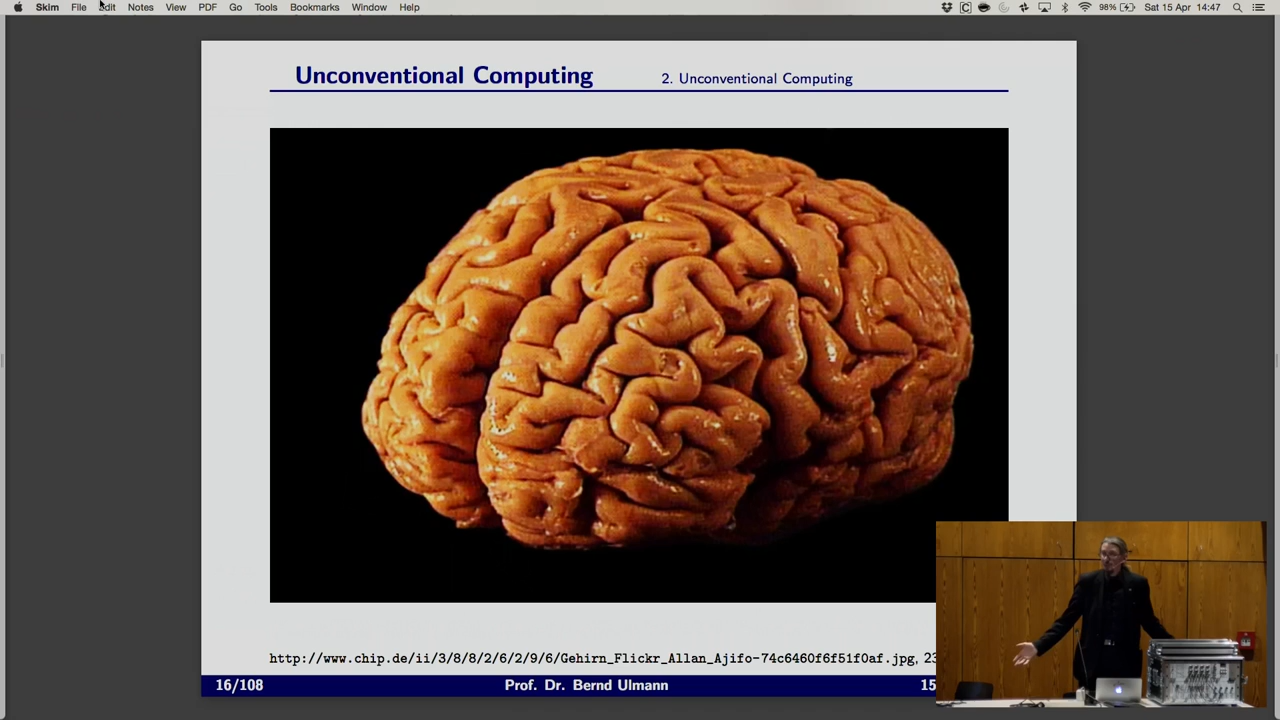 Skim File Edit Notes View PDF Go Tools Bookmarks Window Help 98% Sat 15 Apr 14:47
Unconventional Computing 2. Unconventional Computing
http://www.chip.de/ii/3/8/8/2/6/2/9/6/Gehirn_Flickr_Allan_Ajifo-74c6460f6f51f0af.jpg, 23
16/108 Prof. Dr. Bernd Ulmann 15